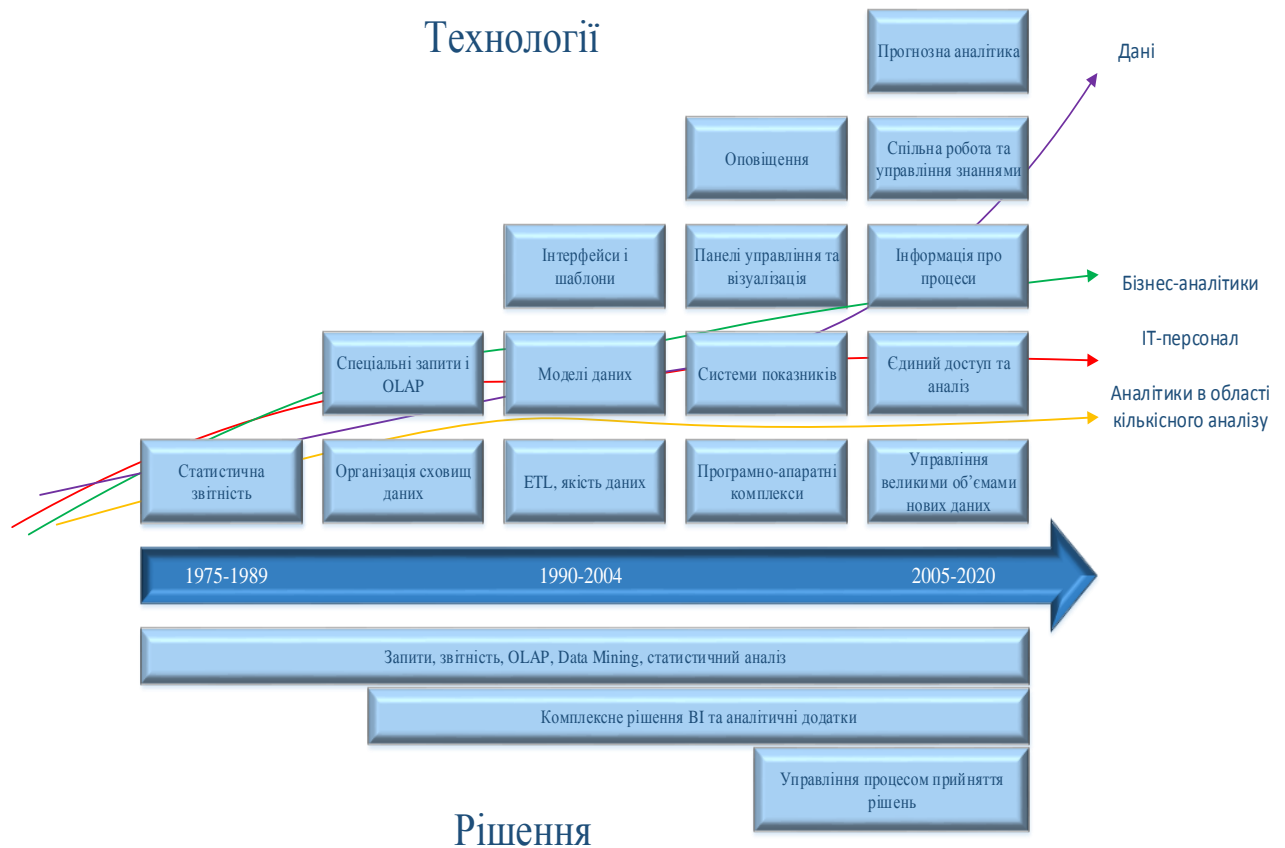 Технології
Прогнозна аналітика
Дані
Оповіщення
Спільна робота та
управління знаннями
Інтерфейси і
шаблони
Панелі управління та
візуалізація
Інформація про
процеси
Бізнес-аналітики
Спеціальні запити і
OLAP
Моделі даних
Системи показників
Єдиний доступ та
аналіз
ІТ-персонал
Аналітики в області
кількісного аналізу
Статистична
звітність
Організація сховищ
даних
ETL, якість даних
Програмно-апаратні
комплекси
Управління
великими об’ємами
нових даних
1975-1989
1990-2004
2005-2020
Запити, звітність, OLAP, Data Mining, статистичний аналіз
Комплексне рішення BI та аналітичні додатки
Управління процесом прийняття
рішень
Рішення